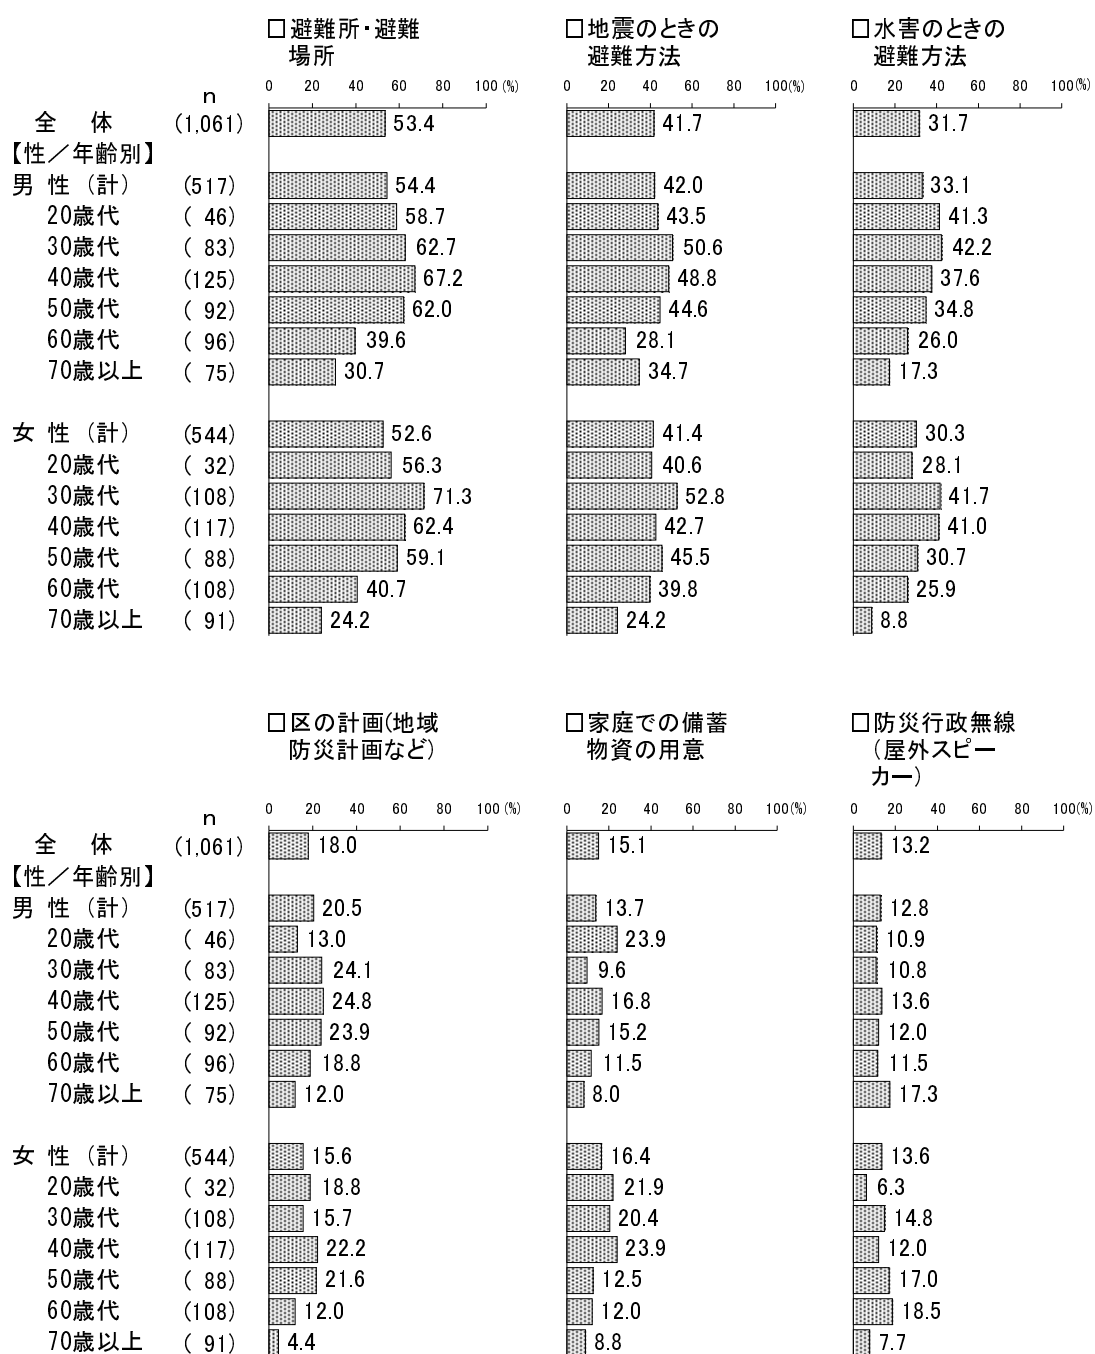 □避難所・避難 □地震のときの □水害のときの
場所 避難方法 避難方法
0 20 40 60 80 100(%) 0 20 40 60 80 100(%) 0 20 40 60 80 100(%)
n
全 体 (1,061) 53.4 41.7 31.7
【性／年齢別】
男 性（計） (517) 54.4 42.0 33.1
20歳代 ( 46) 58.7 43.5 41.3
30歳代 ( 83) 62.7 50.6 42.2
40歳代 (125) 67.2 48.8 37.6
50歳代 ( 92) 62.0 44.6 34.8
60歳代 ( 96) 39.6 28.1 26.0
70歳以上 ( 75) 30.7 34.7 17.3
女 性（計） (544) 52.6 41.4 30.3
20歳代 ( 32) 56.3 40.6 28.1
30歳代 (108) 71.3 52.8 41.7
40歳代 (117) 62.4 42.7 41.0
50歳代 ( 88) 59.1 45.5 30.7
60歳代 (108) 40.7 39.8 25.9
70歳以上 ( 91) 24.2 24.2 8.8
□区の計画(地域 □家庭での備蓄 □防災行政無線
防災計画など) 物資の用意 （屋外スピー
カー）
0 20 40 60 80 100(%) 0 20 40 60 80 100(%) 0 20 40 60 80 100(%)
n
全 体 (1,061) 18.0 15.1 13.2
【性／年齢別】
男 性（計） (517) 20.5 13.7 12.8
20歳代 ( 46) 13.0 23.9 10.9
30歳代 ( 83) 24.1 9.6 10.8
40歳代 (125) 24.8 16.8 13.6
50歳代 ( 92) 23.9 15.2 12.0
60歳代 ( 96) 18.8 11.5 11.5
70歳以上 ( 75) 12.0 8.0 17.3
女 性（計） (544) 15.6 16.4 13.6
20歳代 ( 32) 18.8 21.9 6.3
30歳代 (108) 15.7 20.4 14.8
40歳代 (117) 22.2 23.9 12.0
50歳代 ( 88) 21.6 12.5 17.0
60歳代 (108) 12.0 12.0 18.5
70歳以上 ( 91) 4.4 8.8 7.7